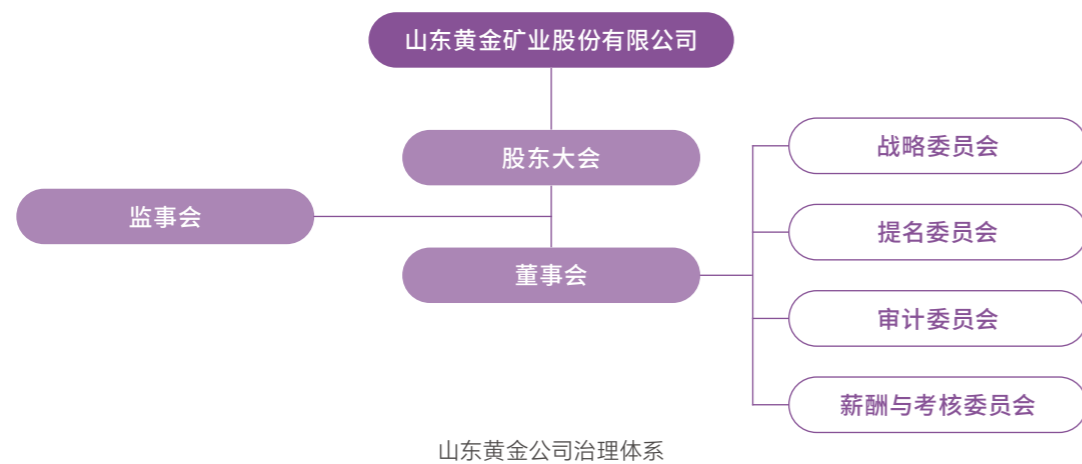 山东黄金矿业股份有限公司
股东大会
监事会
董事会
战略委员会
提名委员会
审计委员会
薪酬与考核委员会
山东黄金公司治理体系